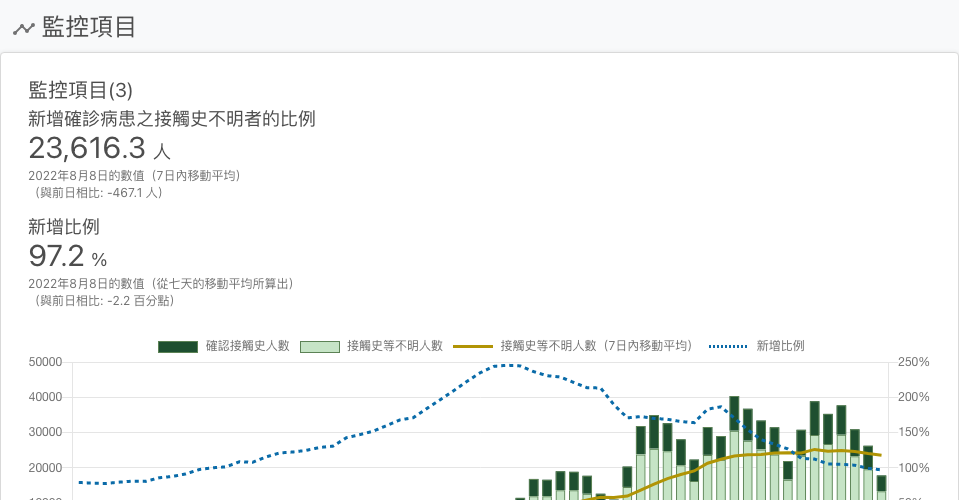 監控項目
監控項目(3)
新增確診病患之接觸史不明者的比例
23,616.3 人
2022年8月8日的數值（7日內移動平均）
（與前日相比: -467.1 人）
新增比例
97.2 %
2022年8月8日的數值（從七天的移動平均所算出）
（與前日相比: -2.2 百分點）
確認接觸史人數 接觸史等不明人數 接觸史等不明人數（7日內移動平均） 新增比例
50000 250%
40000 200%
30000 150%
20000 100%